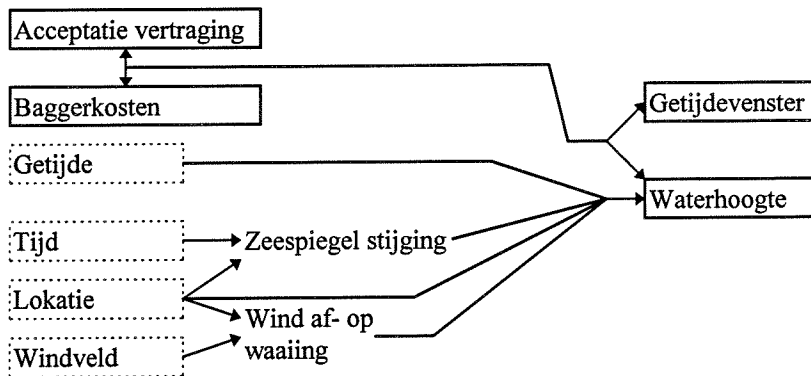 Acceptatie vertraging
Baggerkosten
Getijdevenster
Getijde
Waterhoogte
Tijd
Zeespiegel stijging
Lokatie
Wind af- op
waaiing
Windveld